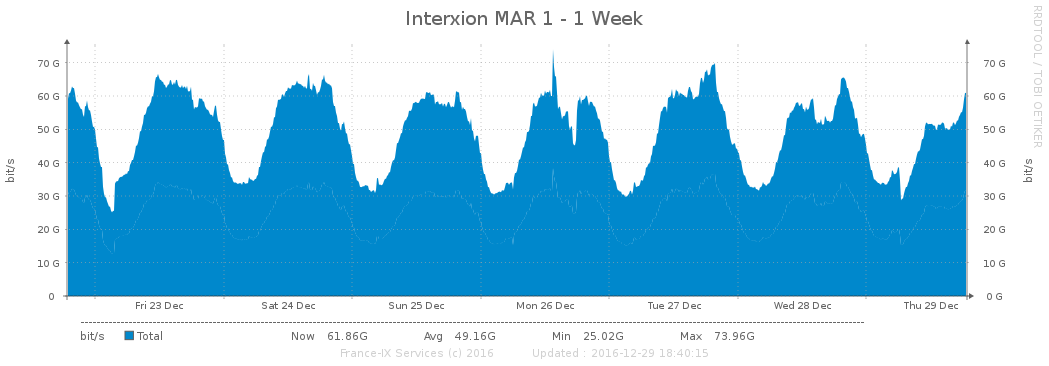 Interxion MAR 1 - 1 Week
RRDTOOL / TOBI OETIKER
bit/s
70 G 70 G
60 G 60 G
50 G 50 G
40 G 40 G
30 G 30 G
20 G 20 G
10 G 10 G
0 0 G
bit/s
Fri 23 Dec Sat 24 Dec Sun 25 Dec Mon 26 Dec Tue 27 Dec Wed 28 Dec Thu 29 Dec
bit/s Total Now 61.86G Avg 49.16G Min 25.02G Max 73.96G
France-IX Services (c) 2016 Updated : 2016-12-29 18:40:15